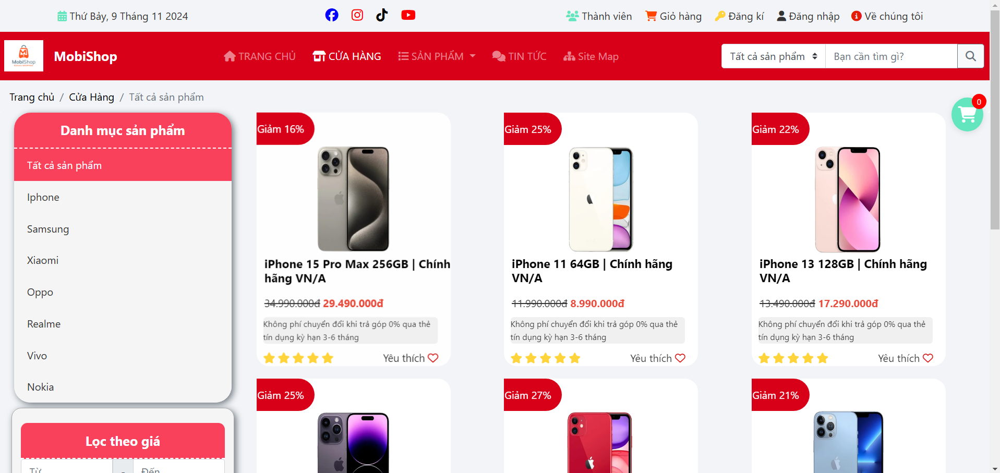 Thứ Bảy, 9 Tháng 11 2024
Thành viên
Giỏ hàng
Đăng kí
Đăng nhập
Về chúng tôi
MobiShop
MobiShop
TRANG CHỦ
CỬA HÀNG
SẢN PHẨM
TIN TỨC
Site Map
Tất cả sản phẩm
Bạn cần tìm gì?
Trang chủ / Cửa Hàng / Tất cả sản phẩm
0
Danh mục sản phẩm
Tất cả sản phẩm
Iphone
Samsung
Xiaomi
Oppo
Realme
Vivo
Nokia
Lọc theo giá
Từ
-
Đến
Giảm 16%
iPhone 15 Pro Max 256GB | Chính
hãng VN/A
34.990.000đ 29.490.000đ
Không phí chuyển đổi khi trả góp 0% qua thẻ
tín dụng kỳ hạn 3-6 tháng
Yêu thích
Giảm 25%
iPhone 11 64GB | Chính hãng
VN/A
11.990.000đ 8.990.000đ
Không phí chuyển đổi khi trả góp 0% qua thẻ
tín dụng kỳ hạn 3-6 tháng
Yêu thích
Giảm 22%
iPhone 13 128GB | Chính hãng
VN/A
13.490.000đ 17.290.000đ
Không phí chuyển đổi khi trả góp 0% qua thẻ
tín dụng kỳ hạn 3-6 tháng
Yêu thích
Giảm 25%
Giảm 27%
Giảm 21%